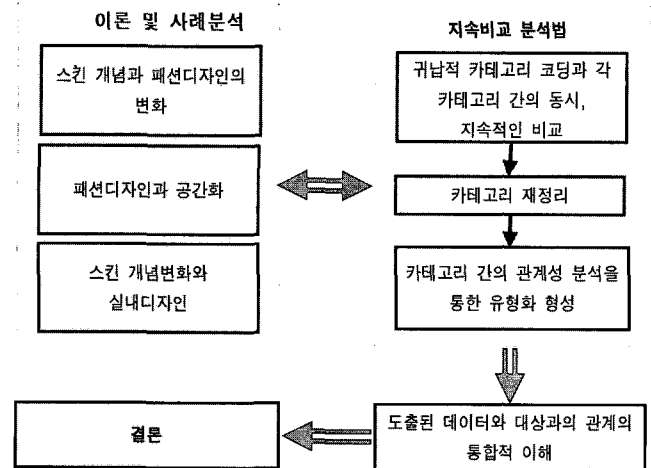 이론 및 사례분석
스킨 개념과 패션디자인의
변화
패션디자인과 공간화
스킨 개념변화와
실내디자인
지속비교 분석법
귀납적 카테고리 코딩과 각
카테고리 간의 동시,
지속적인 비교
카테고리 재정리
카테고리 간의 관계성 분석을
통한 유형화 형성
도출된 데이터와 대상과의 관계의
통합적 이해
결론